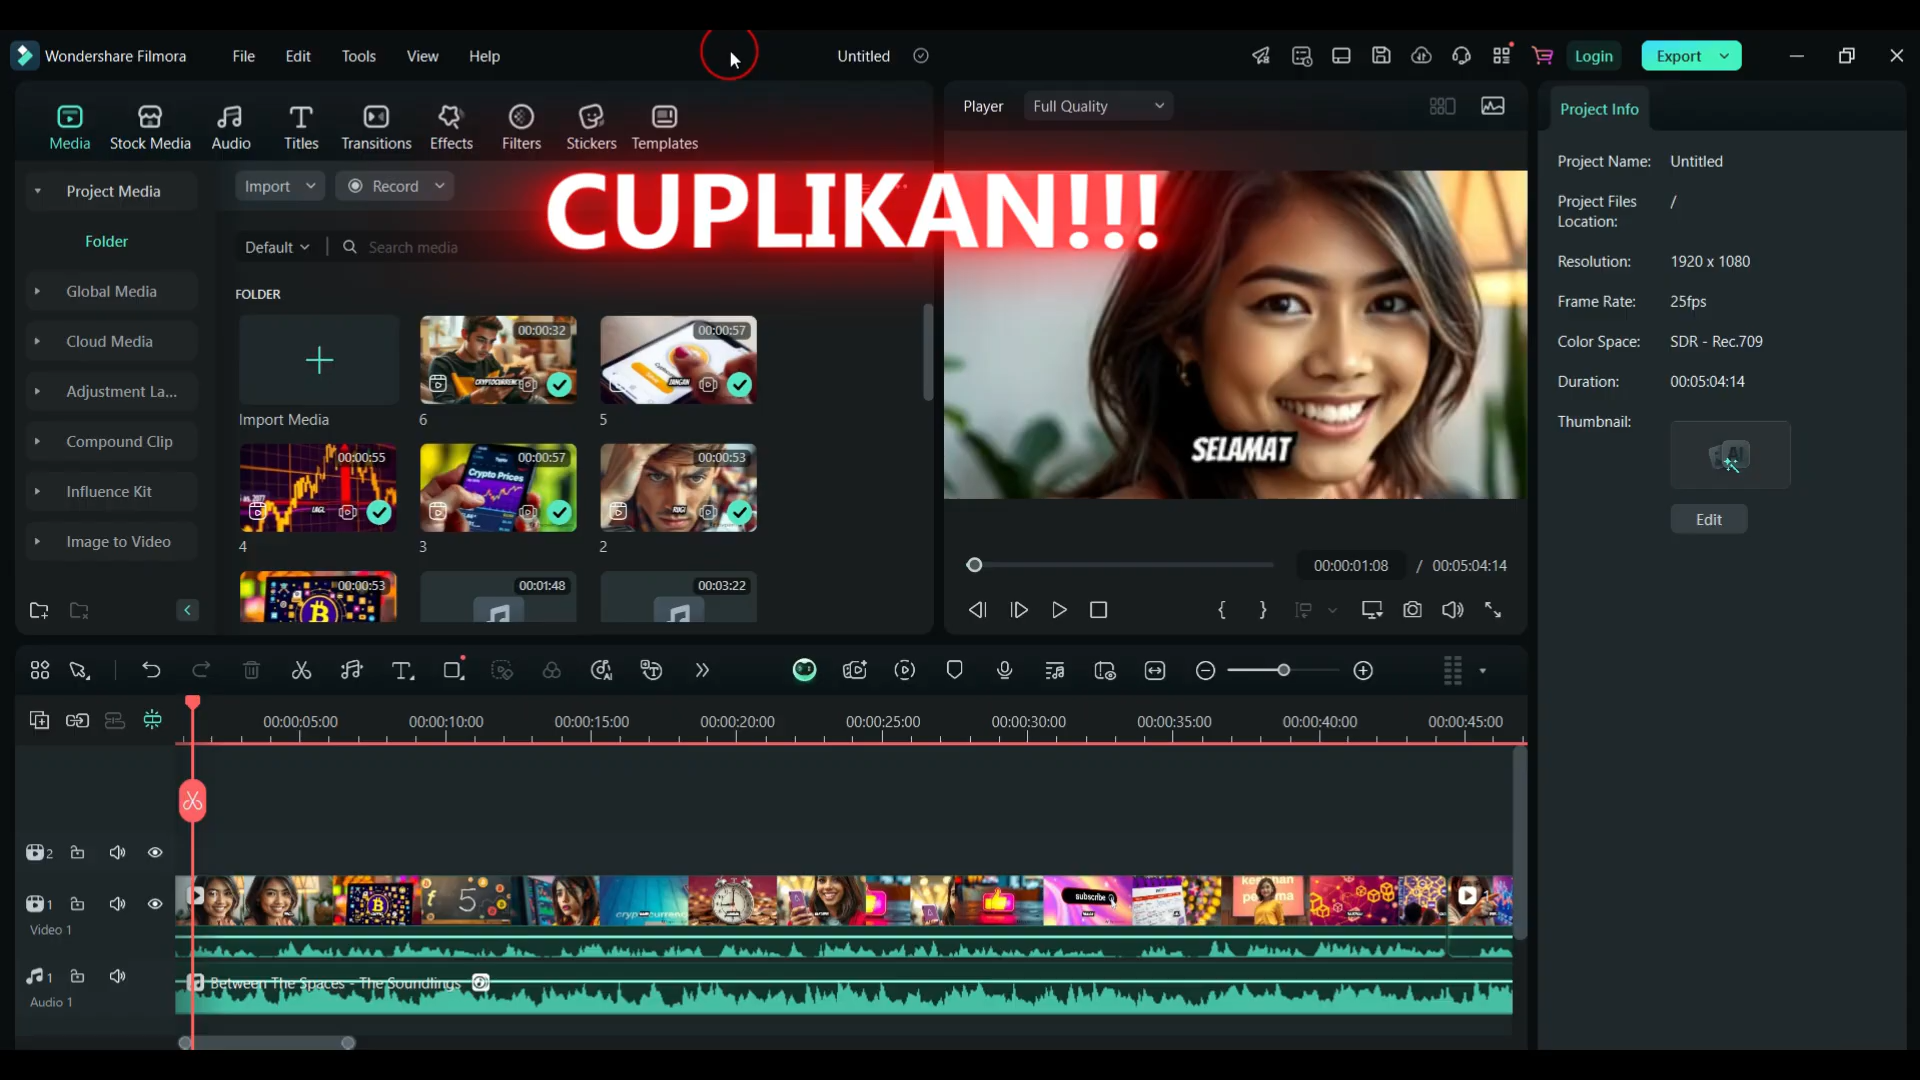 Wondershare Filmora File Edit Tools View Help Untitled Login Export
Media Stock Media Audio Titles Transitions Effects Filters Stickers Templates
Player Full Quality
Project Info
Project Media
Import Record
CUPLIKAN!!!
Folder
Default Search media
Global Media
FOLDER
Cloud Media
00:00:32
00:00:57
CRYPTOCURRENCY
JANGAN
Adjustment La...
Import Media
6
5
Compound Clip
00:00:55
00:00:57
00:00:53
Crypto Prices
LAGI
RUGI
Influence Kit
Image to Video
4
3
2
00:00:53
00:01:48
00:03:22
SELAMAT
00:00:01:08 / 00:05:04:14
Project Name: Untitled
Project Files Location: /
Resolution: 1920 x 1080
Frame Rate: 25fps
Color Space: SDR - Rec.709
Duration: 00:05:04:14
Thumbnail:
AI
Edit
00:00:05:00 00:00:10:00 00:00:15:00 00:00:20:00 00:00:25:00 00:00:30:00 00:00:35:00 00:00:40:00 00:00:45:00
2
1
Video 1
5
subscribe
1
Audio 1
Between The Spaces - The Soundlings